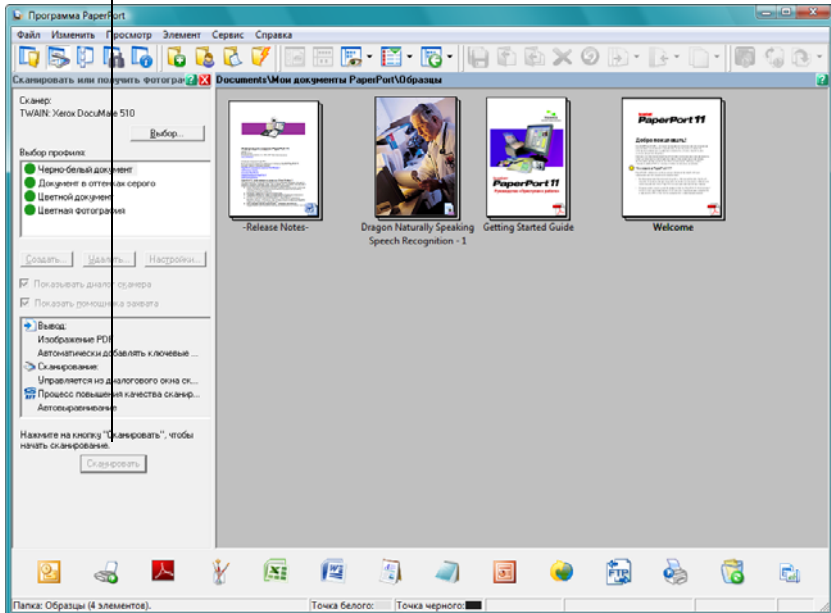 Программа PaperPort
Файл Изменить Просмотр Элемент Сервис Справка
Сканировать или получить Фотограч
Documents\Мои документы PaperPort\Образцы
Сканер:
TWAIN: Xerox DocuMate 510
Выбор...
Выбор профиля:
Черно-белый документ
Документ в оттенках серого
Цветной документ
Цветная Фотография
Создать... Удалить... Настройки...
Показывать диалог сканера
Показать помощника захвата
Вывод:
Изображение PDF
Автоматически добавлять ключевые ...
Сканирование:
Управляется из диалогового окна ск...
Процесс повышения качества сканир...
Автовыравнивание
Нажмите на кнопку "Сканировать", чтобы
начать сканирование.
Сканировать
PaperPort 11
PaperPort 11
Добро пожаловать!
-Release Notes-
Dragon Naturally Speaking
Speech Recognition - 1
Getting Started Guide
Welcome
FTP
Папка: Образцы (4 элементов).
Точка белого:
Точка черного: